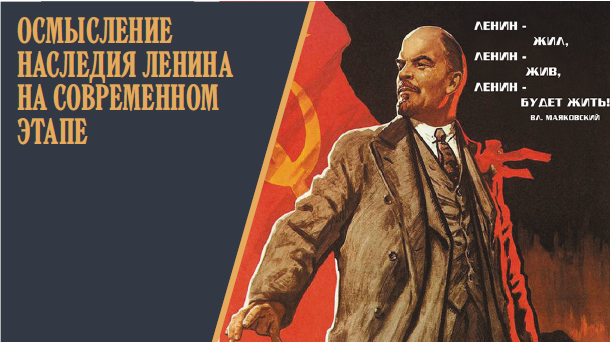 ОСМЫСЛЕНИЕ
НАСЛЕДИЯ ЛЕНИНА
НА СОВРЕМЕННОМ
ЭТАПЕ
ЛЕНИН -
ЖИЛ,
ЛЕНИН -
ЖИВ,
ЛЕНИН -
БУДЕТ ЖИТЬ!
ВЛ. МАЯКОВСКИЙ